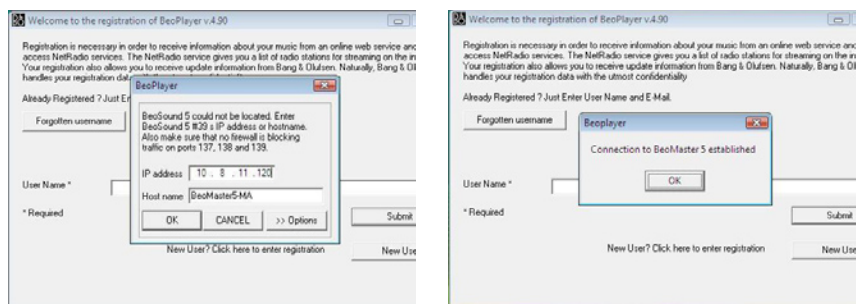 Welcome to the registration of BeoPlayer v.4.90
Registration is necessary in order to receive information about your music from an online web service and
access NetRadio services. The NetRadio service gives you a list of radio stations for streaming on the in
Your registration also allows you to receive update information from Bang & Olufsen. Naturally, Bang & Ol
handles your registration data
Already Registered ? Just En
Forgotten username
BeoPlayer
BeoSound 5 could not be located. Enter
BeoSound 5 #39 s IP address or hostname.
Also make sure that no firewall is blocking
traffic on ports 137, 138 and 139.
IP address 10 . 8 . 11 .120
Host name BeoMaster5-MA
OK CANCEL >> Options
User Name *
* Required
Submit
New User? Click here to enter registration
New Use
Welcome to the registration of BeoPlayer v.4.90
Registration is necessary in order to receive information about your music from an online web service and
access NetRadio services. The NetRadio service gives you a list of radio stations for streaming on the in
Your registration also allows you to receive update information from Bang & Olufsen. Naturally, Bang & Ol
handles your registration data with the utmost confidentiality
Already Registered ? Just Enter User Name and E-Mail.
Forgotten username
Beoplayer
Connection to BeoMaster 5 established
OK
User Name *
* Required
Submit
New User? Click here to enter registration
New Use